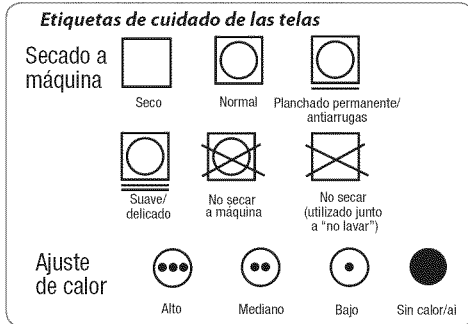 Etiquetas de cuidado de las telas
Secado a
máquina
Seco
Normal
Planchado permanente/
antiarrugas
Suave/
delicado
No secar
a máquina
No secar
(utilizado junto
a “no lavar”)
Ajuste
de calor
Alto
Mediano
Bajo
Sin calor/ai